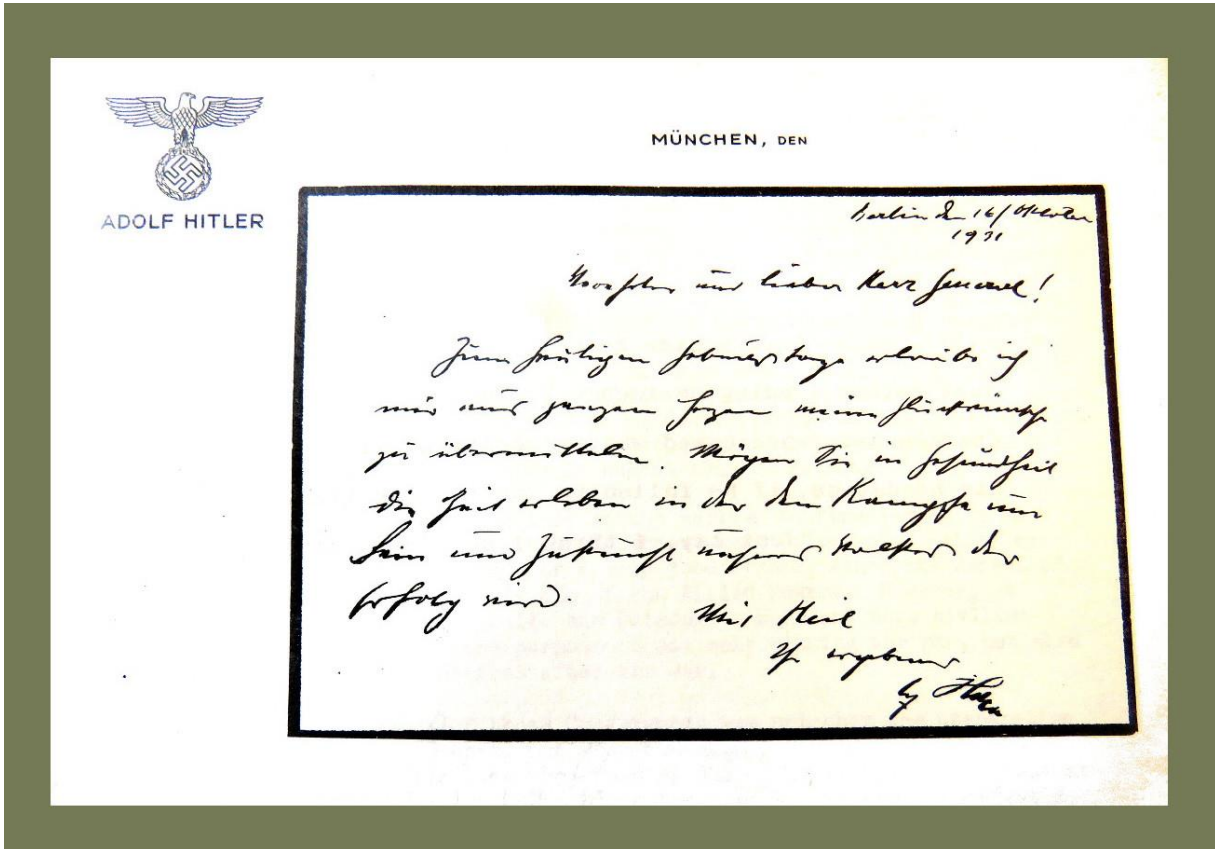 MÜNCHEN, DEN
ADOLF HITLER
Berlin den 16/Oktober
1931
Verehrter und lieber Herr General!
Zum heutigen Geburtstage erlaube ich
mir aus ganzem Herzen meine Glückwünsche
zu übermitteln. Mögen Sie in Gesundheit
die Zeit erleben in der dem Kampfe um
Sein und Zukunft unseres Volkes der
Erfolg wird.
Mit Heil
Ihr ergebener